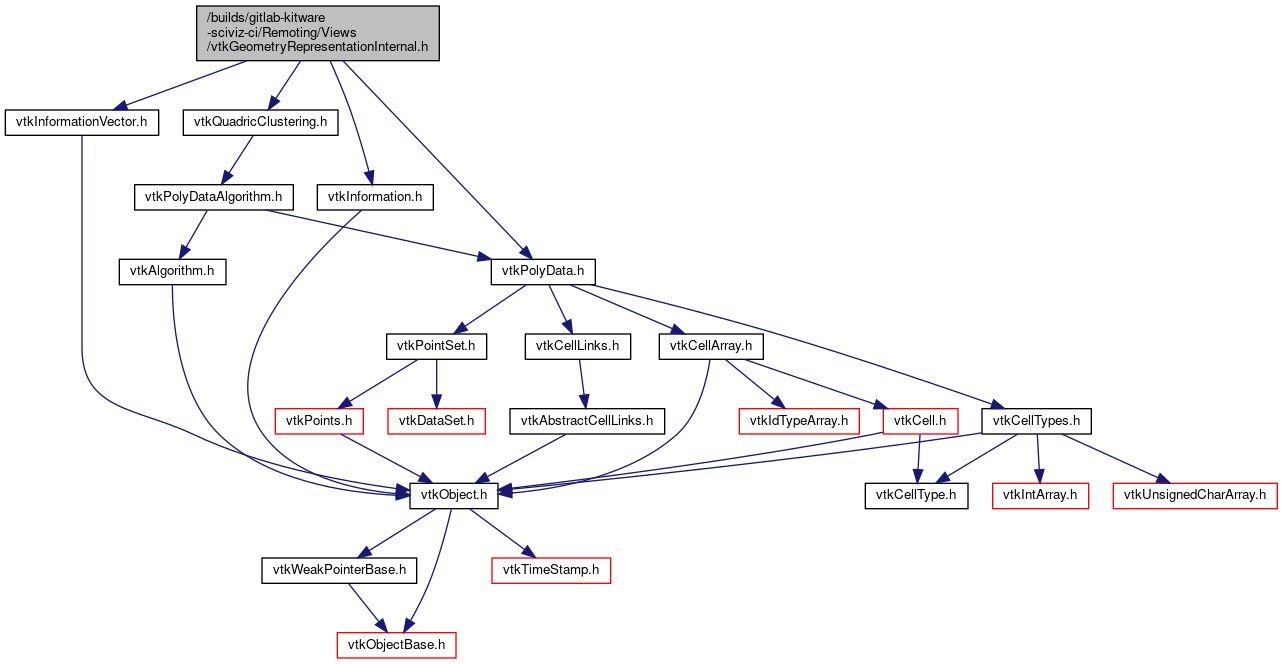 /builds/gitlab-kitware
-sciviz-ci/Remoting/Views
/vtkGeometryRepresentationInternal.h
vtkInformationVector.h
vtkQuadricClustering.h
vtkPolyDataAlgorithm.h
vtkInformation.h
vtkAlgorithm.h
vtkPolyData.h
vtkPointSet.h
vtkCellLinks.h
vtkCellArray.h
vtkPoints.h
vtkDataSet.h
vtkAbstractCellLinks.h
vtkIdTypeArray.h
vtkCell.h
vtkCellTypes.h
vtkObject.h
vtkCellType.h
vtkIntArray.h
vtkUnsignedCharArray.h
vtkWeakPointerBase.h
vtkTimeStamp.h
vtkObjectBase.h